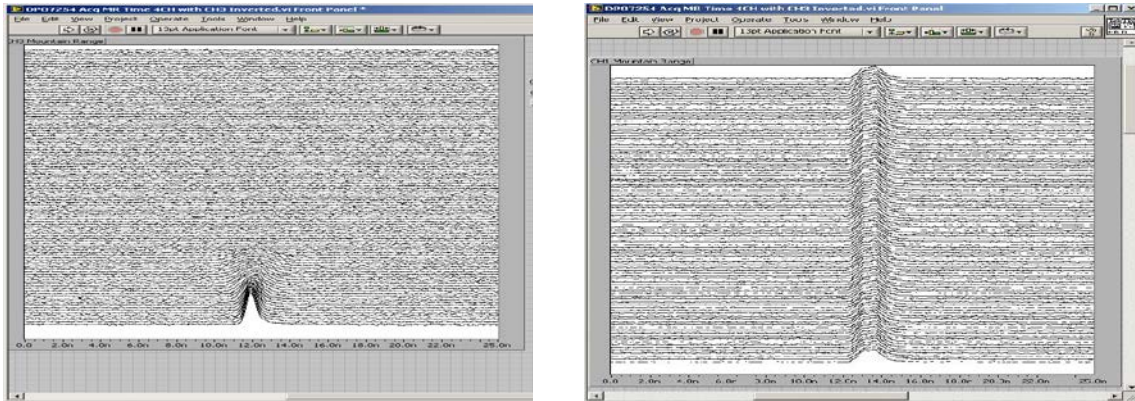 DPO7254 Acq MR Time 4CH with CH3 Inverted.vi Front Panel *
File Edit View Project Operate Tools Window Help
13pt Application Font
CH3 Mountain Range
0.0 2.0n 4.0n 6.0n 8.0n 10.0n 12.0n 14.0n 16.0n 18.0n 20.0n 22.0n 25.0n
DPO7254 Acq MR Time 4CH with CH3 Inverted.vi Front Panel
File Edit View Project Operate Tools Window Help
13pt Application Font
CH1 Mountain Range
0.0 2.0n 4.0n 6.0n 8.0n 10.0n 12.0n 14.0n 16.0n 18.0n 20.0n 25.0n